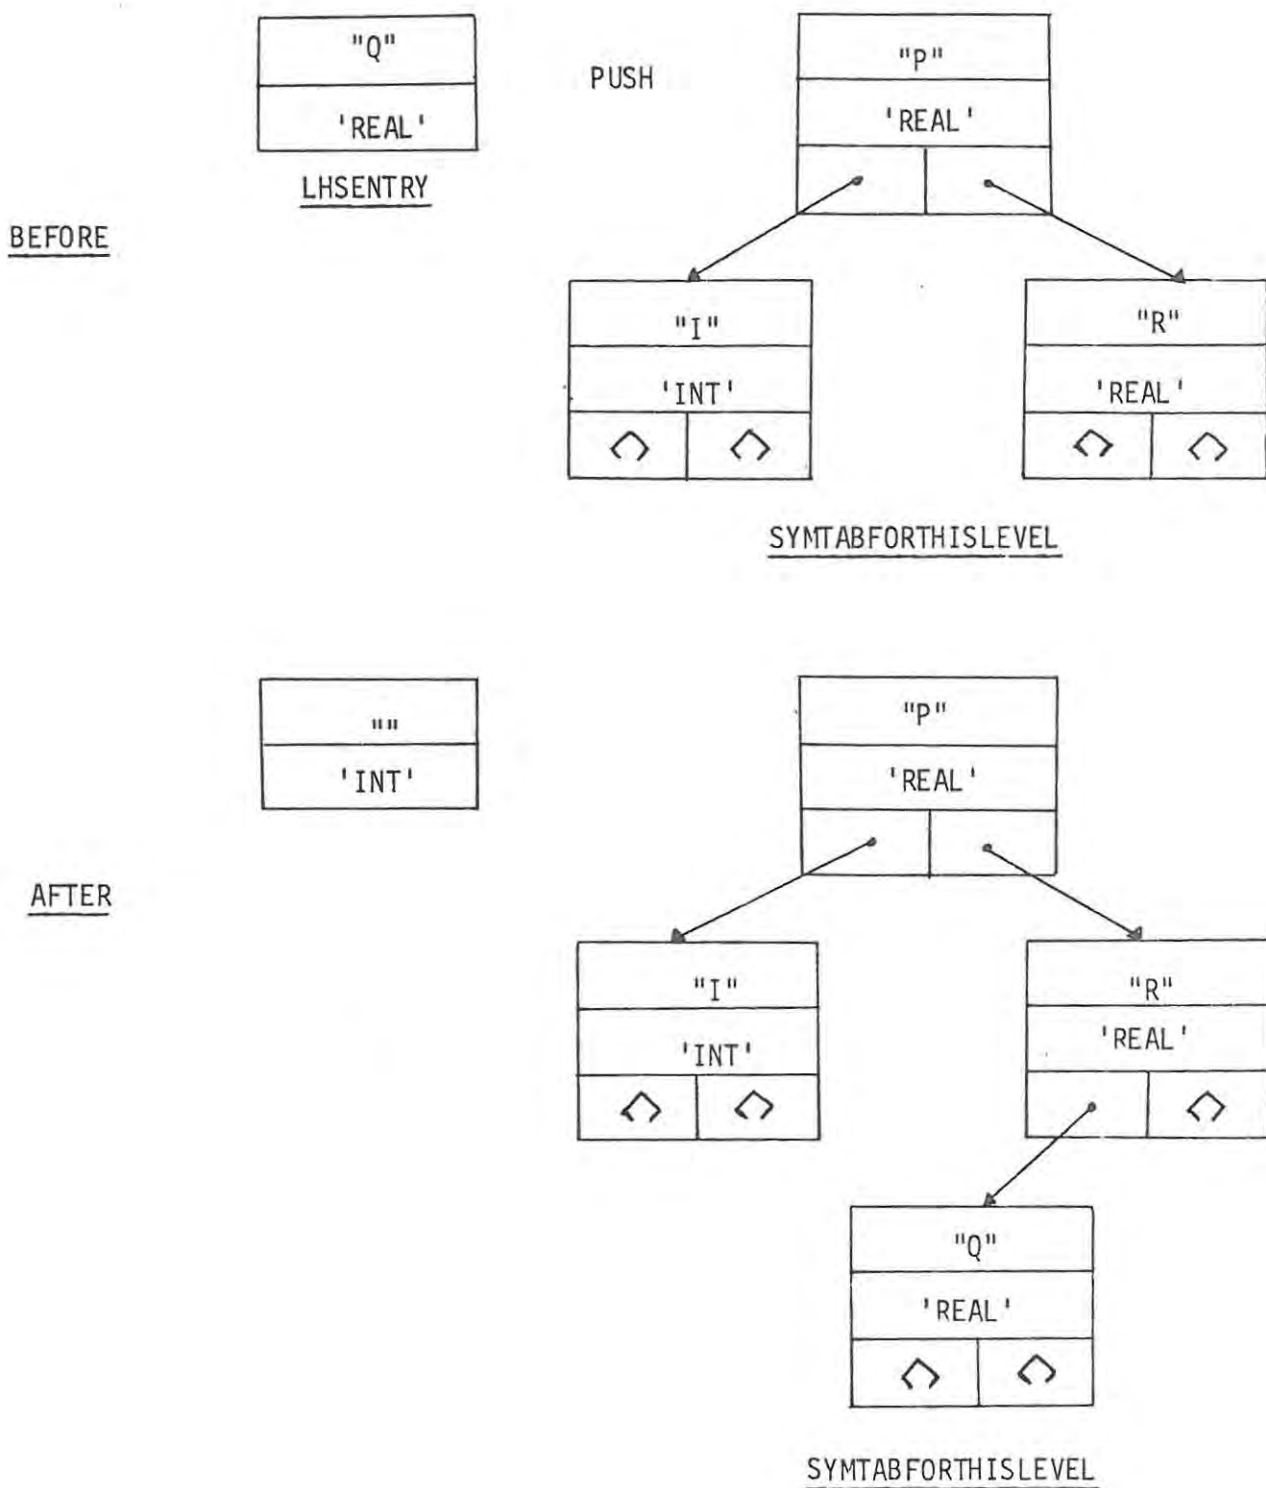 "Q"
'REAL'
LHSENTRY
PUSH
"P"
'REAL'
BEFORE
"I"
'INT'
"R"
'REAL'
SYMTABFORTHISLEVEL
""
'INT'
"P"
'REAL'
AFTER
"I"
'INT'
"R"
'REAL'
"Q"
'REAL'
SYMTABFORTHISLEVEL